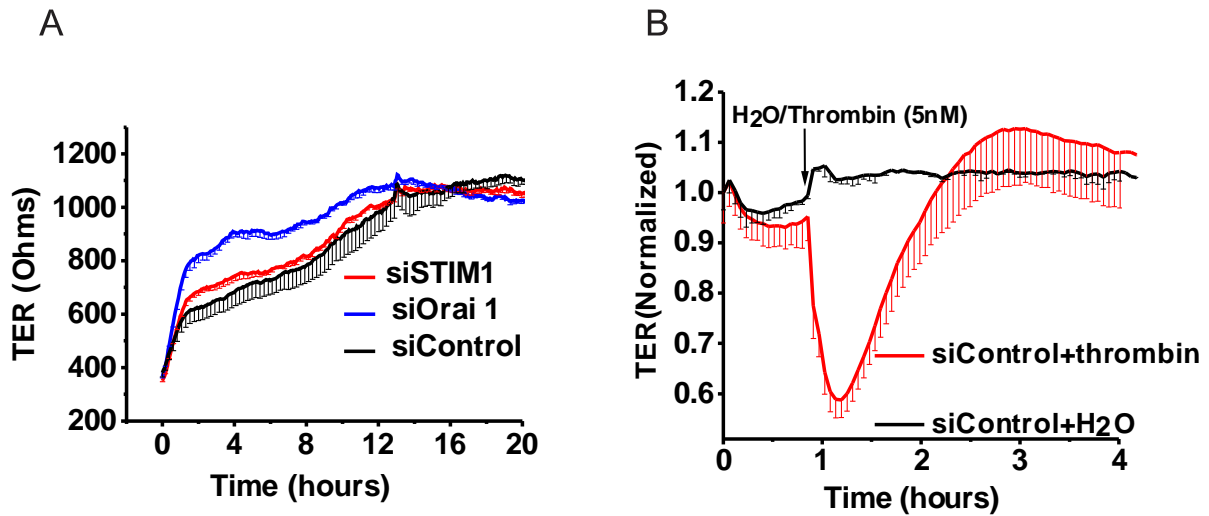 A
TER (Ohms)
1200
1000
800
600
400
200
siSTIM1
siOrai 1
siControl
0
4
8
12
16
20
Time (hours)
B
TER(Normalized)
1.2
1.1
1.0
0.9
0.8
0.7
0.6
H2O/Thrombin (5nM)
siControl+thrombin
siControl+H2O
0
1
2
3
4
Time (hours)